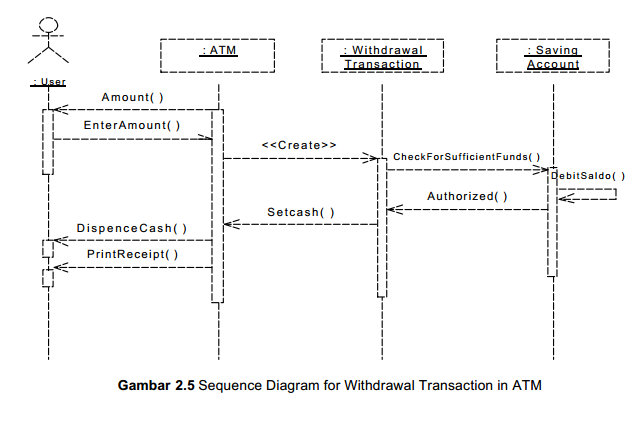 : User
: ATM
: Withdrawal
Transaction
: Saving
Account
Amount( )
EnterAmount( )
<<Create>>
CheckForSufficientFunds( )
DebitSaldo( )
Authorized( )
Setcash( )
DispenceCash( )
PrintReceipt( )
Gambar 2.5 Sequence Diagram for Withdrawal Transaction in ATM